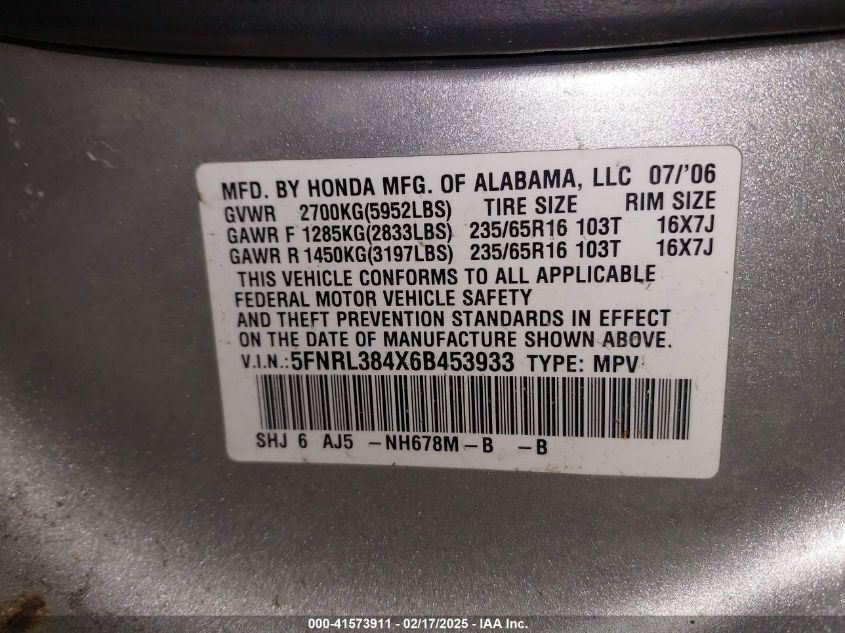 MFD. BY HONDA MFG. OF ALABAMA, LLC 07/'06
GVWR 2700KG(5952LBS) TIRE SIZE RIM SIZE
GAWR F 1285KG(2833LBS) 235/65R16 103T 16X7J
GAWR R 1450KG(3197LBS) 235/65R16 103T 16X7J
THIS VEHICLE CONFORMS TO ALL APPLICABLE
FEDERAL MOTOR VEHICLE SAFETY
AND THEFT PREVENTION STANDARDS IN EFFECT
ON THE DATE OF MANUFACTURE SHOWN ABOVE.
V.I.N.:5FNRL384X6B453933 TYPE: MPV
SHJ 6 AJ5 -NH678M-B -B
000-41573911 - 02/17/2025 - IAA Inc.